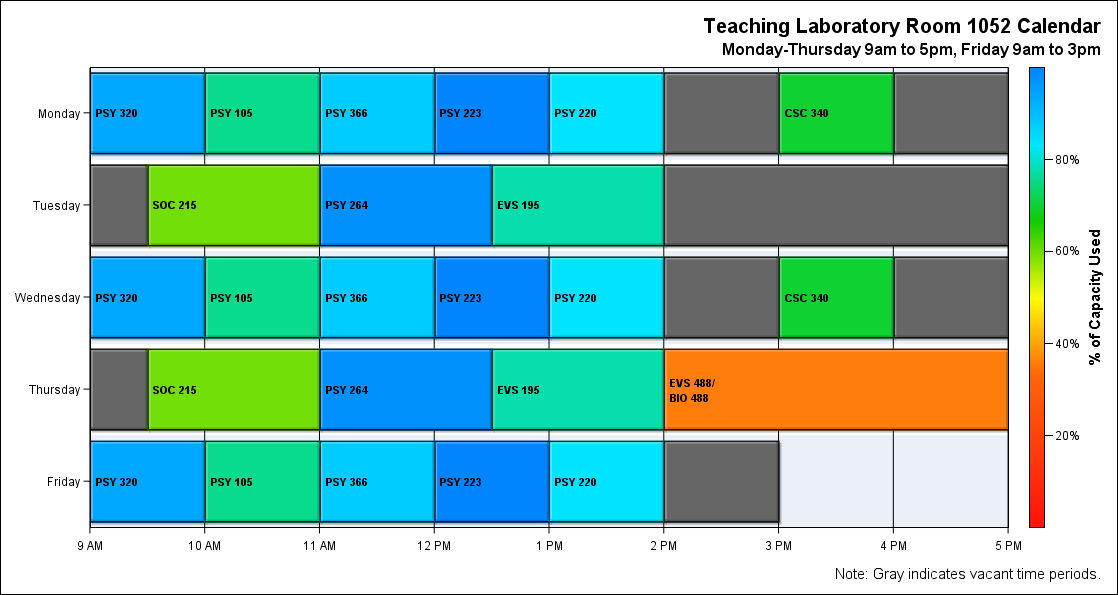 Teaching Laboratory Room 1052 Calendar
Monday-Thursday 9am to 5pm, Friday 9am to 3pm
Monday
PSY 320
PSY 105
PSY 366
PSY 223
PSY 220
CSC 340
Tuesday
SOC 215
PSY 264
EVS 195
Wednesday
PSY 320
PSY 105
PSY 366
PSY 223
PSY 220
CSC 340
Thursday
SOC 215
PSY 264
EVS 195
EVS 488/
BIO 488
Friday
PSY 320
PSY 105
PSY 366
PSY 223
PSY 220
9 AM
10 AM
11 AM
12 PM
1 PM
2 PM
3 PM
4 PM
5 PM
80%
60%
40%
20%
% of Capacity Used
Note: Gray indicates vacant time periods.